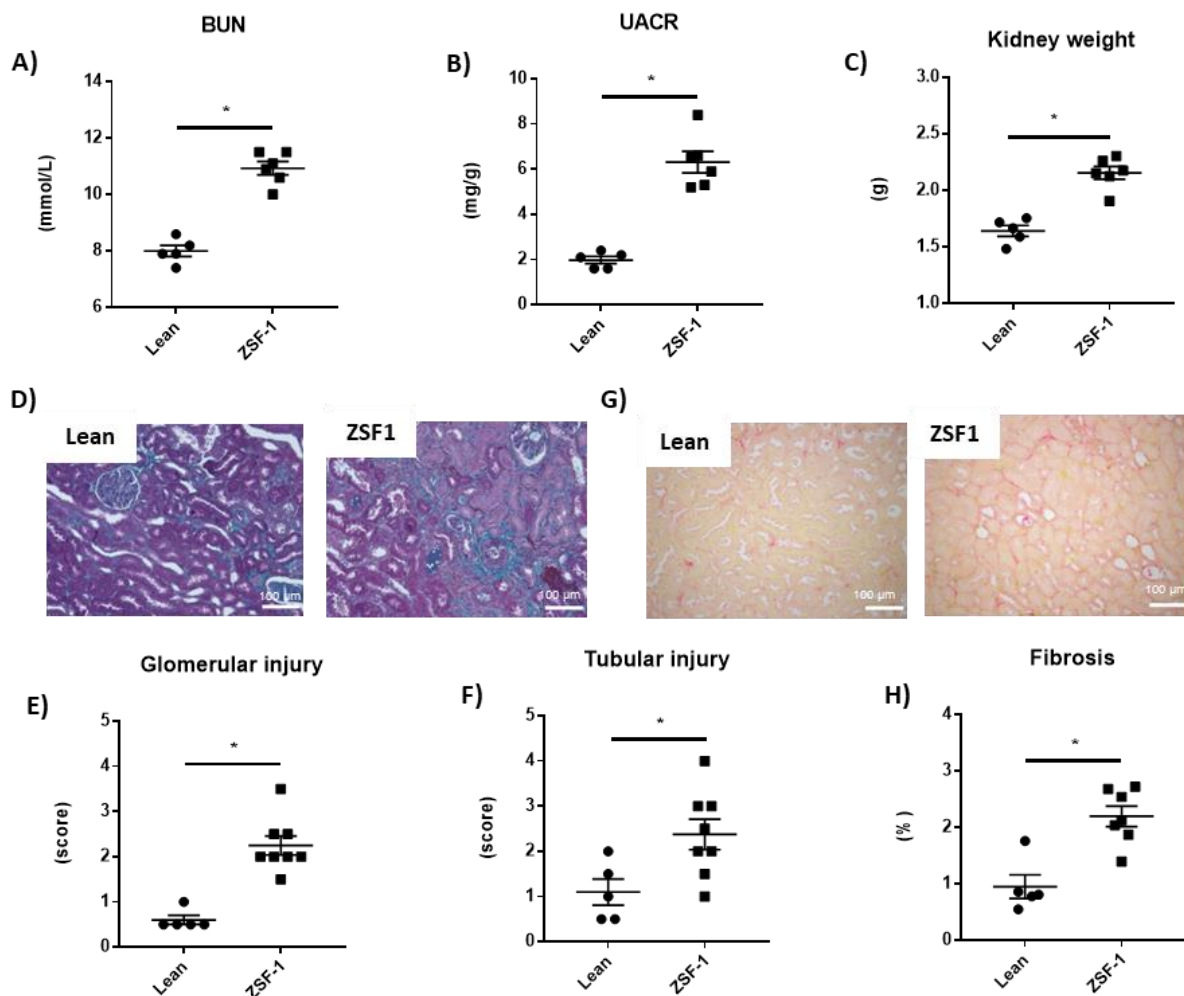 BUN
A)
14
12
10
8
6
(mmol/L)
*
Lean
ZSF-1
UACR
B)
10
8
6
4
2
0
(mg/g)
*
Lean
ZSF-1
Kidney weight
C)
3.0
2.5
2.0
1.5
1.0
(g)
*
Lean
ZSF-1
D)
Lean
100 µm
ZSF1
100 µm
G)
Lean
100 µm
ZSF1
100 µm
Glomerular injury
E)
5
4
3
2
1
0
(score)
*
Lean
ZSF-1
Tubular injury
F)
5
4
3
2
1
0
(score)
*
Lean
ZSF-1
Fibrosis
H)
4
3
2
1
0
(%)
*
Lean
ZSF-1